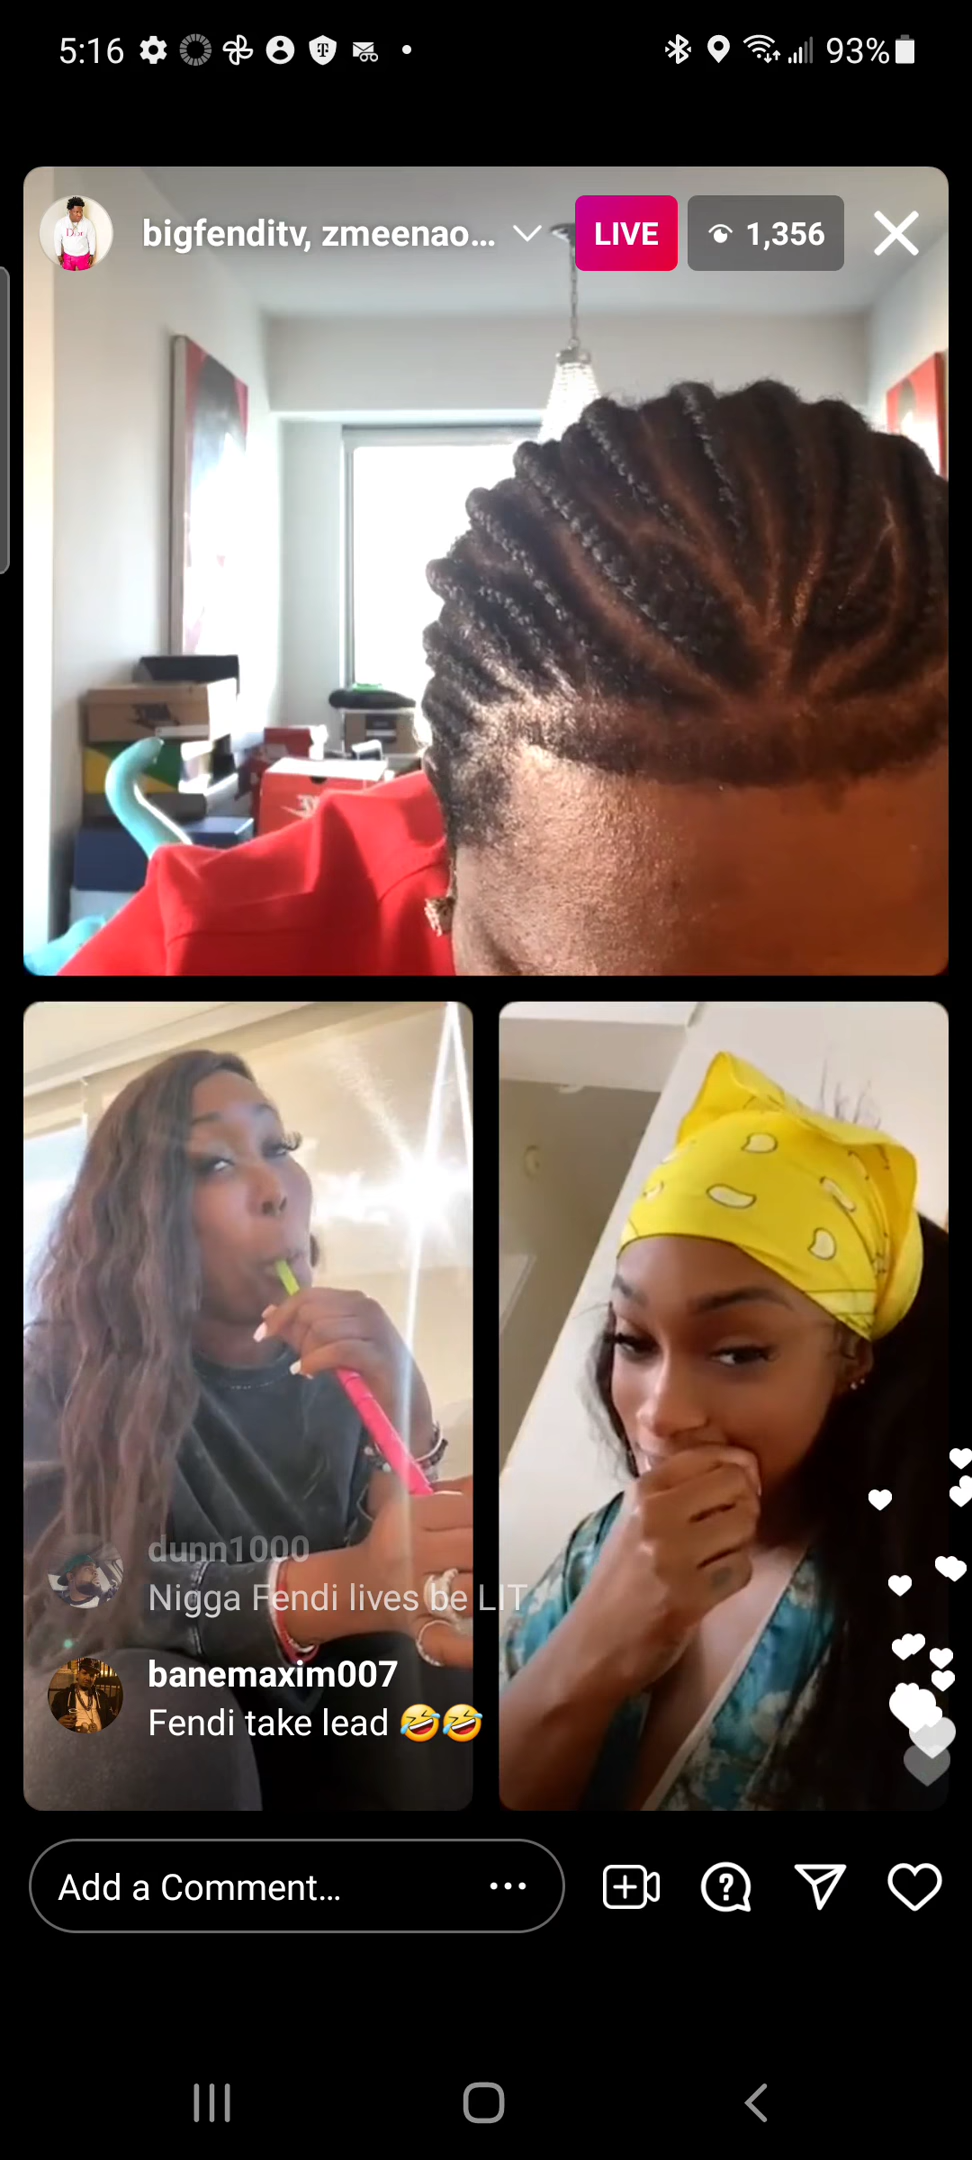 5:16
93%
bigfenditv, zmeenao...
LIVE
1,356
dunn1000
Nigga Fendi lives be LIT
banemaxim007
Fendi take lead 🤣🤣
Add a Comment...